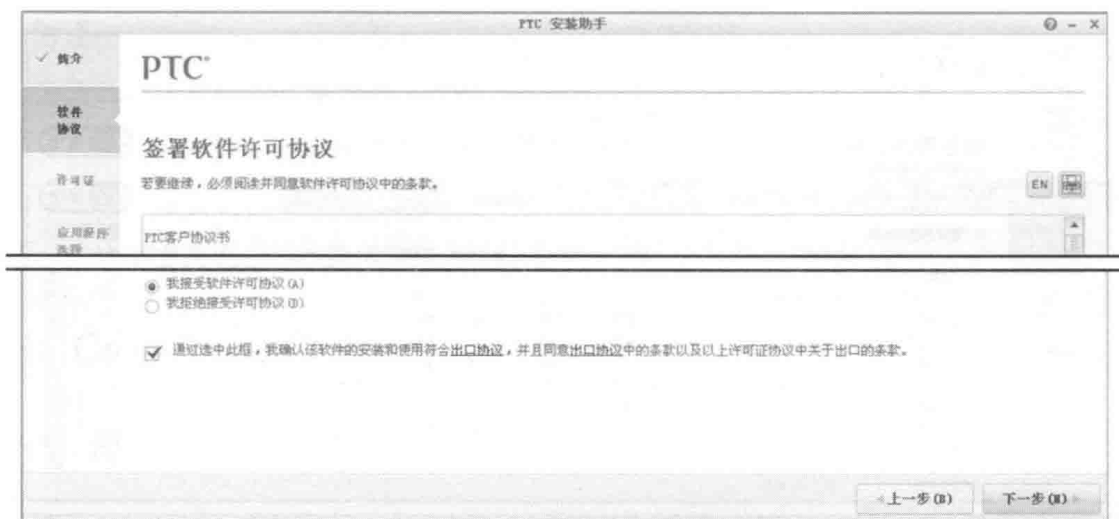 PTC 安装助手
✓ 简介
PTC®
软件
协议
签署软件许可协议
许可证
若要继续，必须阅读并同意软件许可协议中的条款。
EN
应用程序
选择
PTC客户协议书
我接受软件许可协议(A)
我拒绝接受许可协议(D)
通过选中此框，我确认该软件的安装和使用符合出口协议，并且同意出口协议中的条款以及以上许可证协议中关于出口的条款。
上一步(B)
下一步(N)